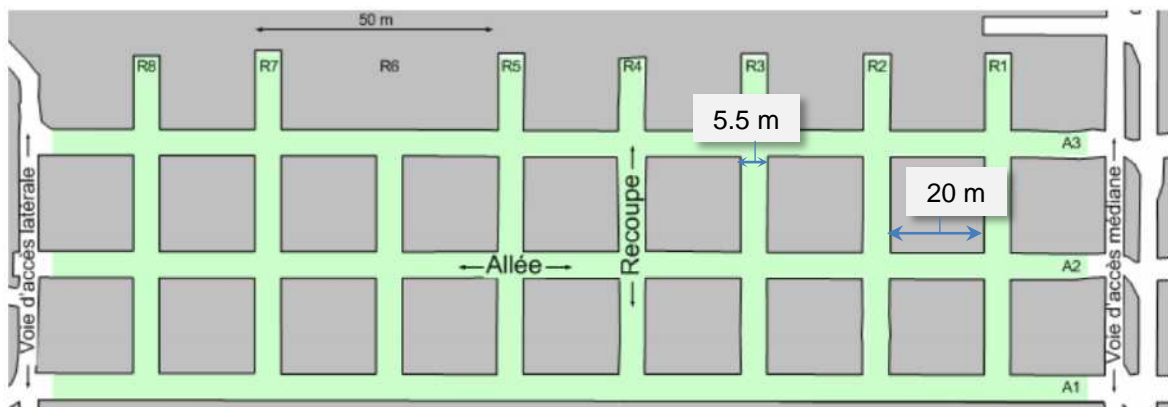 50 m
R8 R7 R6 R5 R4 R3 R2 R1
5.5 m
A3
20 m
Voie d'accès latérale
Recoupe
Voie d'accès médiane
Allée
A2
A1